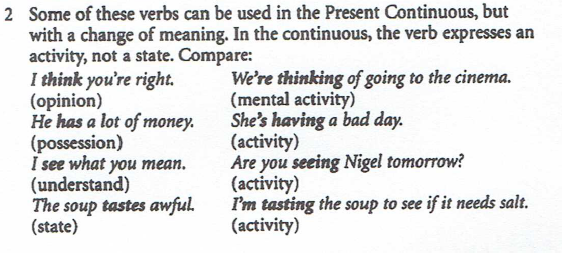 2 Some of these verbs can be used in the Present Continuous, but
with a change of meaning. In the continuous, the verb expresses an
activity, not a state. Compare:
I think you're right. We're thinking of going to the cinema.
(opinion) (mental activity)
He has a lot of money. She's having a bad day.
(possession) (activity)
I see what you mean. Are you seeing Nigel tomorrow?
(understand) (activity)
The soup tastes awful. I'm tasting the soup to see if it needs salt.
(state) (activity)